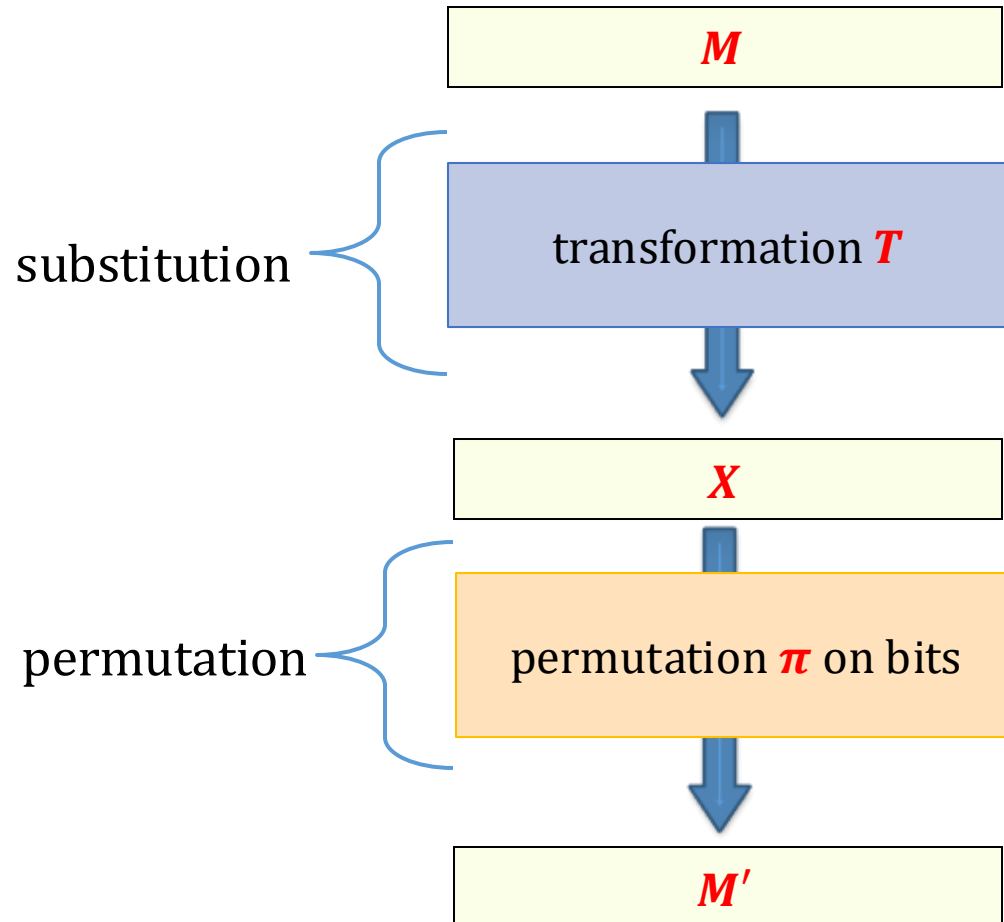 M
substitution
transformation T
X
permutation
permutation π on bits
M′